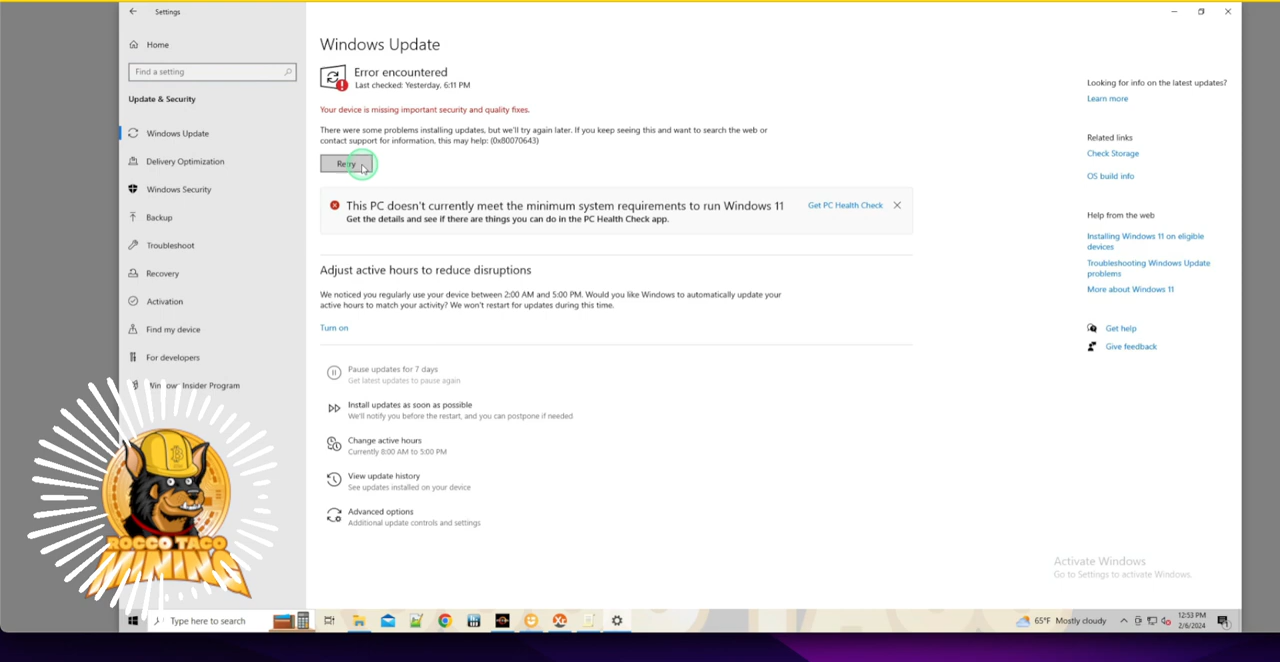 Settings
Home
Find a setting
Update & Security
Windows Update
Delivery Optimization
Windows Security
Backup
Troubleshoot
Recovery
Activation
Find my device
For developers
Windows Insider Program
Windows Update
Error encountered
Last checked: Yesterday, 6:11 PM
Your device is missing important security and quality fixes.
There were some problems installing updates, but we'll try again later. If you keep seeing this and want to search the web or
contact support for information, this may help: (0x80070643)
Retry
This PC doesn't currently meet the minimum system requirements to run Windows 11
Get the details and see if there are things you can do in the PC Health Check app.
Get PC Health Check
Adjust active hours to reduce disruptions
We noticed you regularly use your device between 2:00 AM and 5:00 PM. Would you like Windows to automatically update your
active hours to match your activity? We won't restart for updates during this time.
Turn on
Pause updates for 7 days
Get latest updates to pause again
Install updates as soon as possible
We'll notify you before the restart, and you can postpone if needed
Change active hours
Currently 8:00 AM to 5:00 PM
View update history
See updates installed on your device
Advanced options
Additional update controls and settings
Looking for info on the latest updates?
Learn more
Related links
Check Storage
OS build info
Help from the web
Installing Windows 11 on eligible
devices
Troubleshooting Windows Update
problems
More about Windows 11
Get help
Give feedback
Activate Windows
Go to Settings to activate Windows.
ROCCO TACO
MINING
Type here to search
65°F Mostly cloudy
12:53 PM
2/6/2024